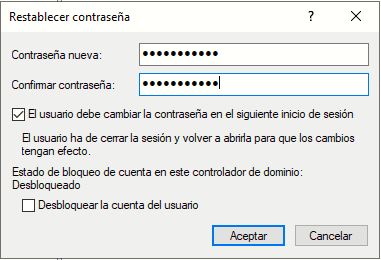 Restablecer contraseña
Contraseña nueva: ●●●●●●●●●●●
Confirmar contraseña: ●●●●●●●●●●●
El usuario debe cambiar la contraseña en el siguiente inicio de sesión
El usuario ha de cerrar la sesión y volver a abrirla para que los cambios
tengan efecto.
Estado de bloqueo de cuenta en este controlador de dominio:
Desbloqueado
Desbloquear la cuenta del usuario
Aceptar Cancelar